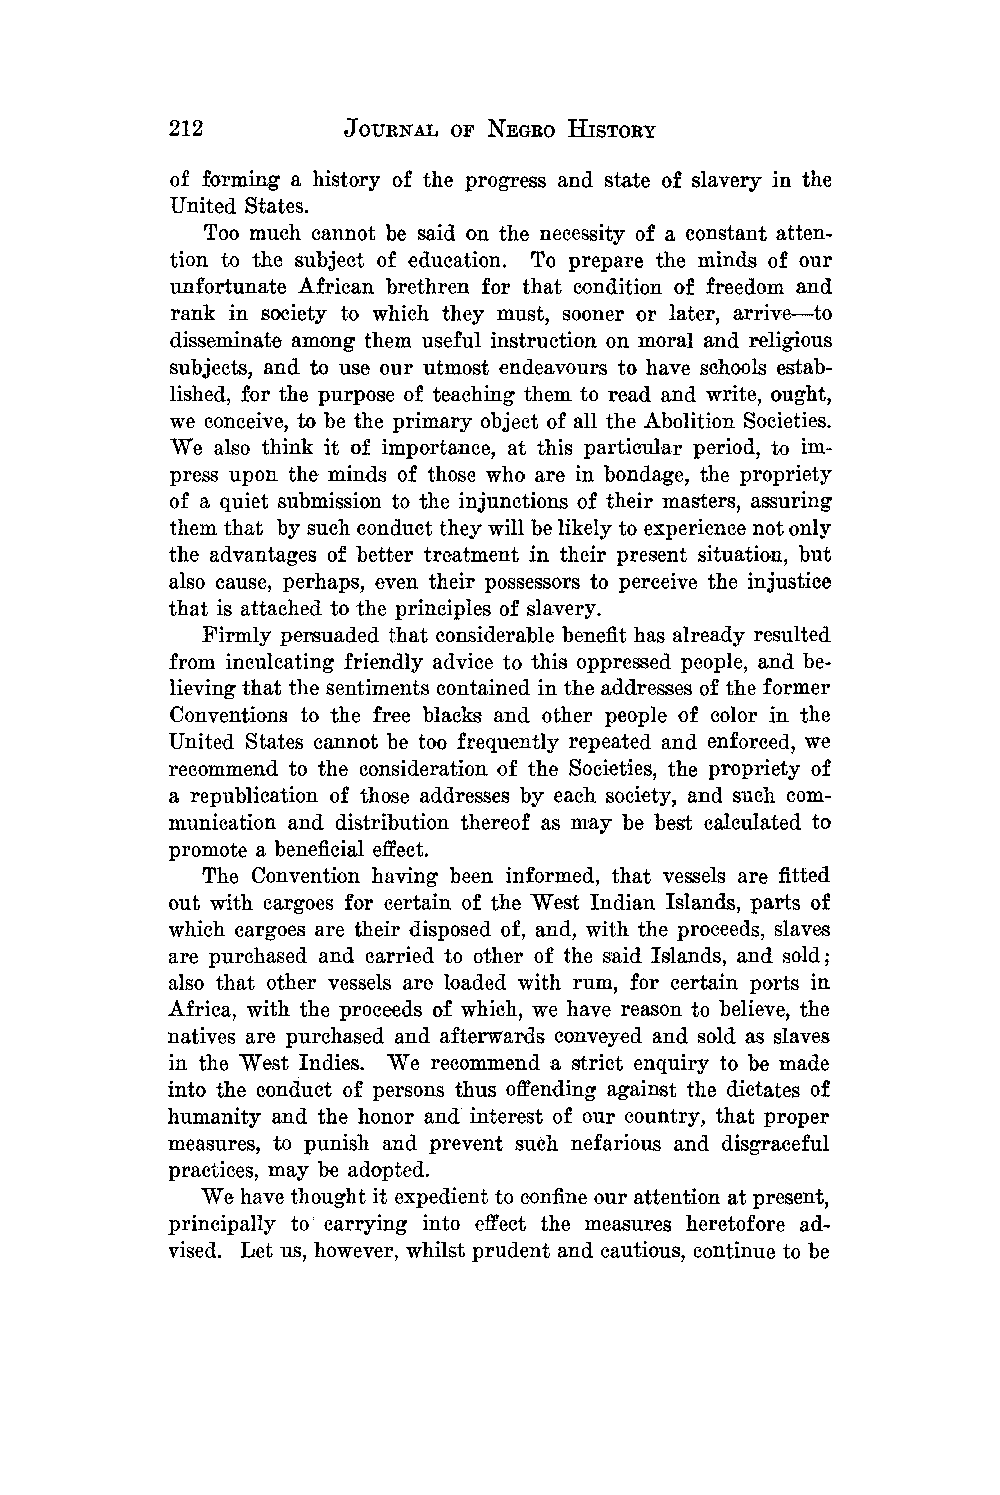 212 JOURNAL OF NEGRO HISTORY
of forming a history of the progress and state of slavery in the
United States.
Too much cannot be said on the necessity of a constant atten-
tion to the subject of education. To prepare the minds of our
unfortunate African brethren for that condition of freedom and
rank in society to which they must, sooner or later, arrive—to
disseminate among them useful instruction on moral and religious
subjects, and to use our utmost endeavours to have schools estab-
lished, for the purpose of teaching them to read and write, ought,
we conceive, to be the primary object of all the Abolition Societies.
We also think it of importance, at this particular period, to im-
press upon the minds of those who are in bondage, the propriety
of a quiet submission to the injunctions of their masters, assuring
them that by such conduct they will be likely to experience not only
the advantages of better treatment in their present situation, but
also cause, perhaps, even their possessors to perceive the injustice
that is attached to the principles of slavery.
Firmly persuaded that considerable benefit has already resulted
from inculcating friendly advice to this oppressed people, and be-
lieving that the sentiments contained in the addresses of the former
Conventions to the free blacks and other people of color in the
United States cannot be too frequently repeated and enforced, we
recommend to the consideration of the Societies, the propriety of
a republication of those addresses by each society, and such com-
munication and distribution thereof as may be best calculated to
promote a beneficial effect.
The Convention having been informed, that vessels are fitted
out with cargoes for certain of the West Indian Islands, parts of
which cargoes are their disposed of, and, with the proceeds, slaves
are purchased and carried to other of the said Islands, and sold;
also that other vessels are loaded with rum, for certain ports in
Africa, with the proceeds of which, we have reason to believe, the
natives are purchased and afterwards conveyed and sold as slaves
in the West Indies. We recommend a strict enquiry to be made
into the conduct of persons thus offending against the dictates of
humanity and the honor and interest of our country, that proper
measures, to punish and prevent such nefarious and disgraceful
practices, may be adopted.
We have thought it expedient to confine our attention at present,
principally to carrying into effect the measures heretofore ad-
vised. Let us, however, whilst prudent and cautious, continue to be